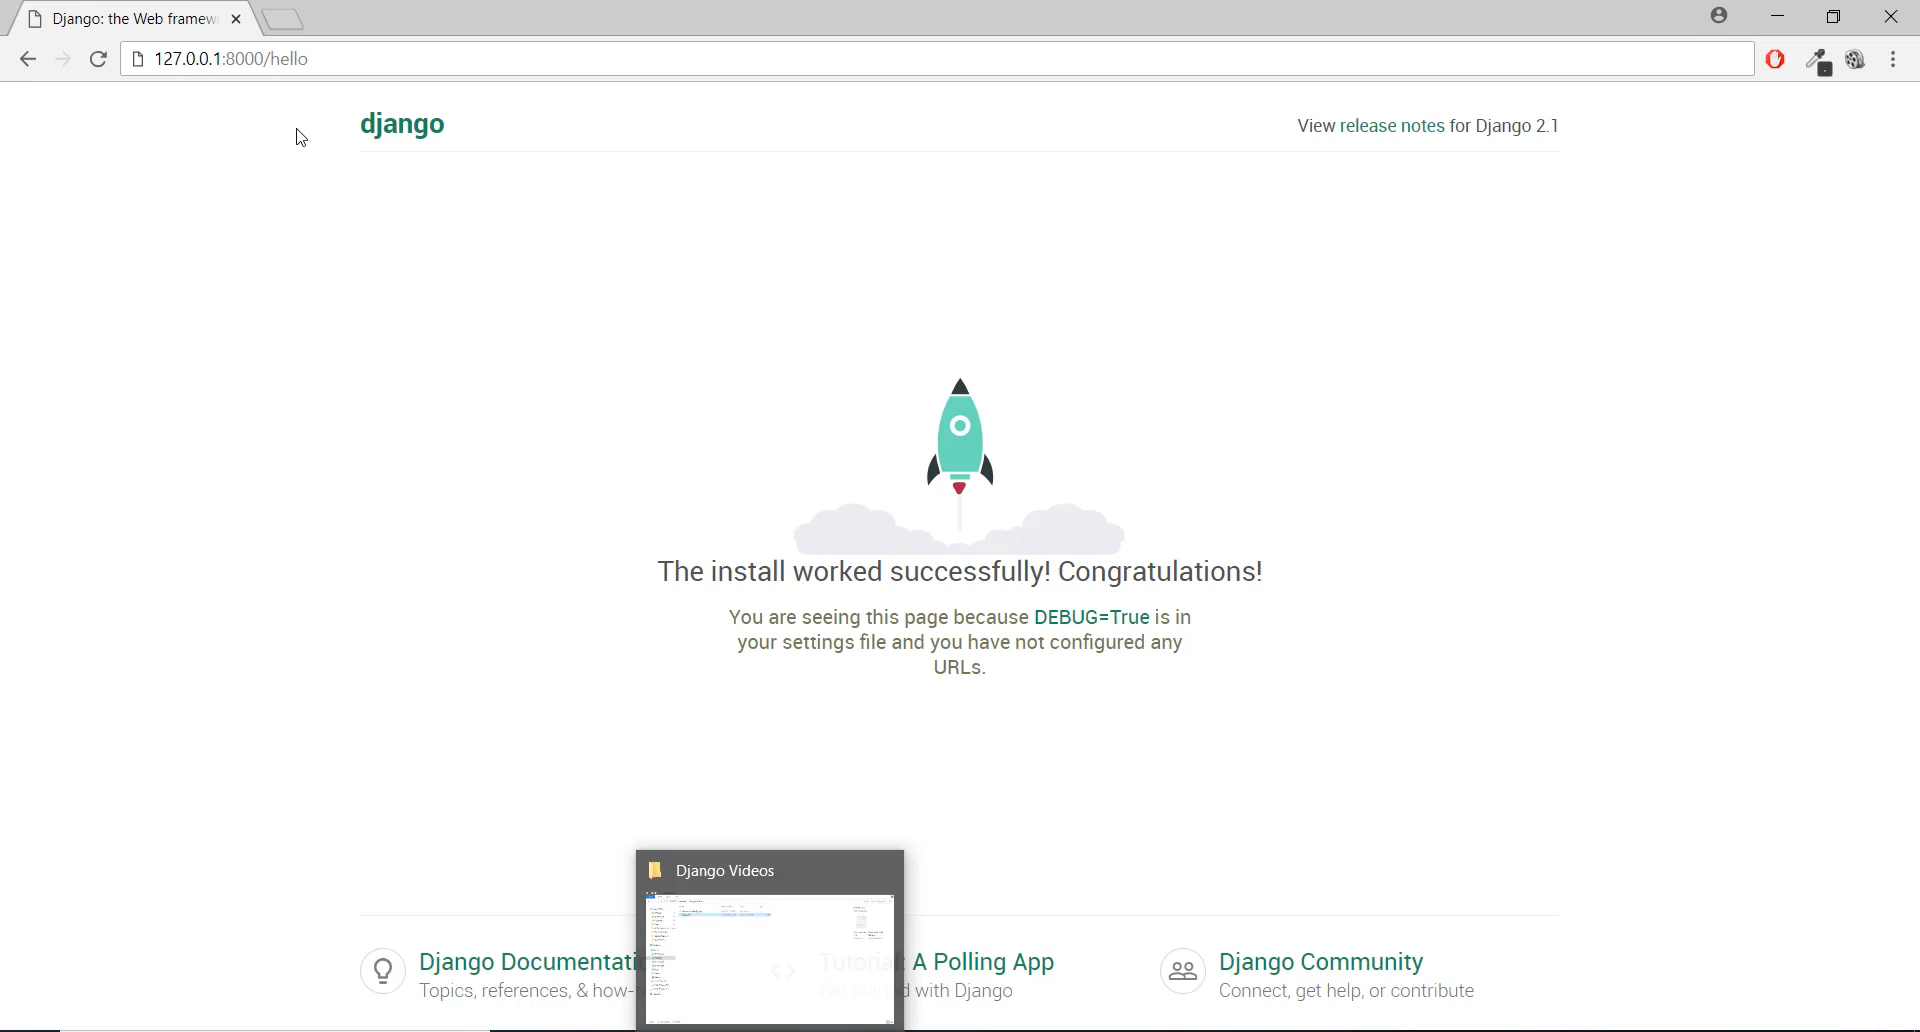 Django: the Web framew
127.0.0.1:8000/hello
django
View release notes for Django 2.1
The install worked successfully! Congratulations!
You are seeing this page because DEBUG=True is in
your settings file and you have not configured any
URLs.
Django Videos
Django Documentati
Topics, references, & how-
Tutorial: A Polling App
Get started with Django
Django Community
Connect, get help, or contribute